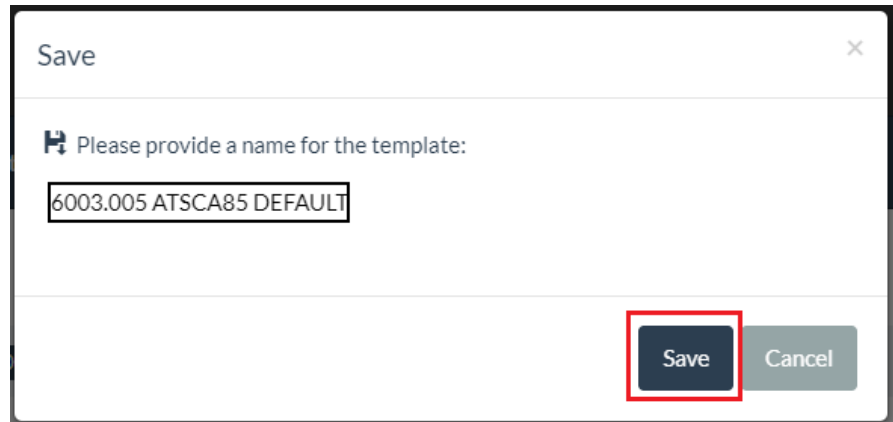 Save
Please provide a name for the template:
6003.005 ATSCA85 DEFAULT
Save
Cancel